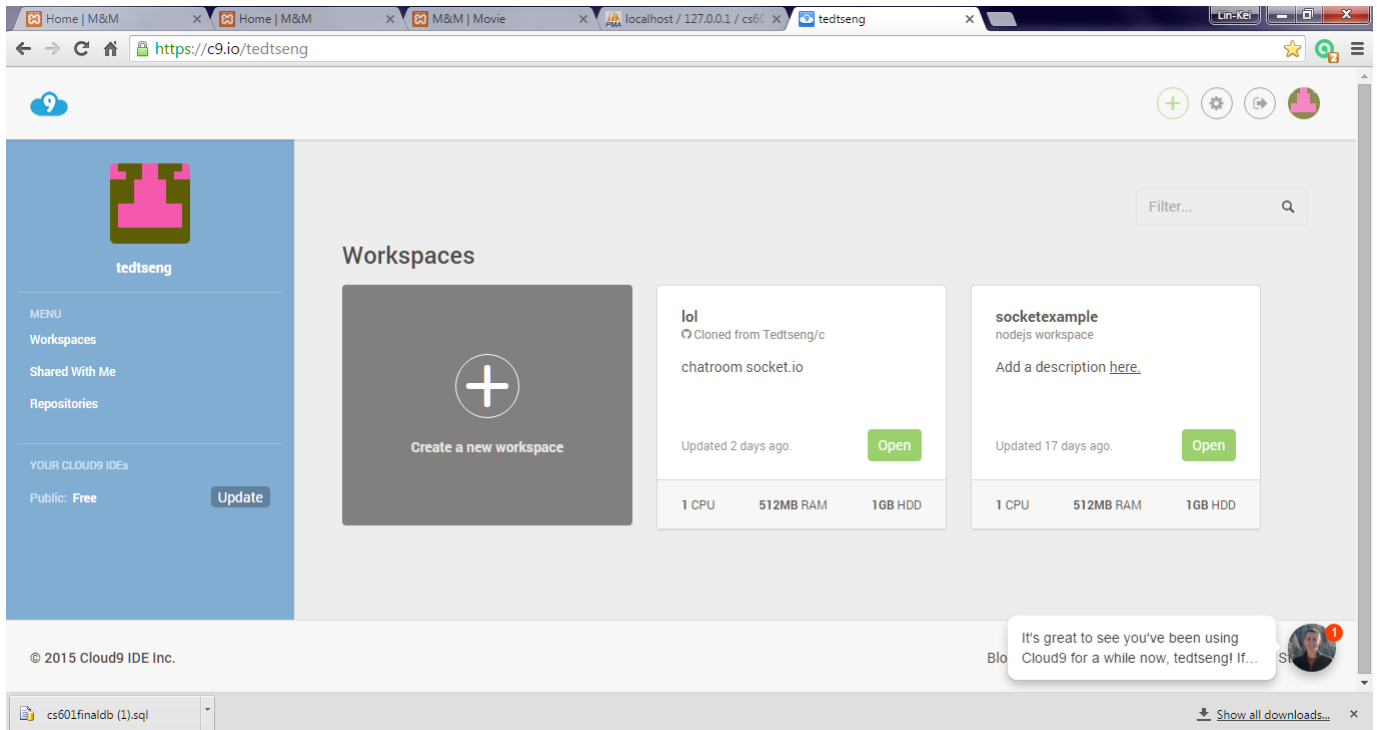 Home | M&M
Home | M&M
M&M | Movie
localhost / 127.0.0.1 / cs60
tedtseng
Lin-Kei
https://c9.io/tedtseng
2
9
Filter...
tedtseng
MENU
Workspaces
Shared With Me
Repositories
YOUR CLOUD9 IDEs
Public: Free
Update
Workspaces
Create a new workspace
lol
Cloned from Tedtseng/c
chatroom socket.io
Updated 2 days ago.
Open
1 CPU 512MB RAM 1GB HDD
socketexample
nodejs workspace
Add a description here.
Updated 17 days ago.
Open
1 CPU 512MB RAM 1GB HDD
© 2015 Cloud9 IDE Inc.
Blo
It's great to see you've been using
Cloud9 for a while now, tedtseng! If...
1
cs601finaldb (1).sql
Show all downloads...